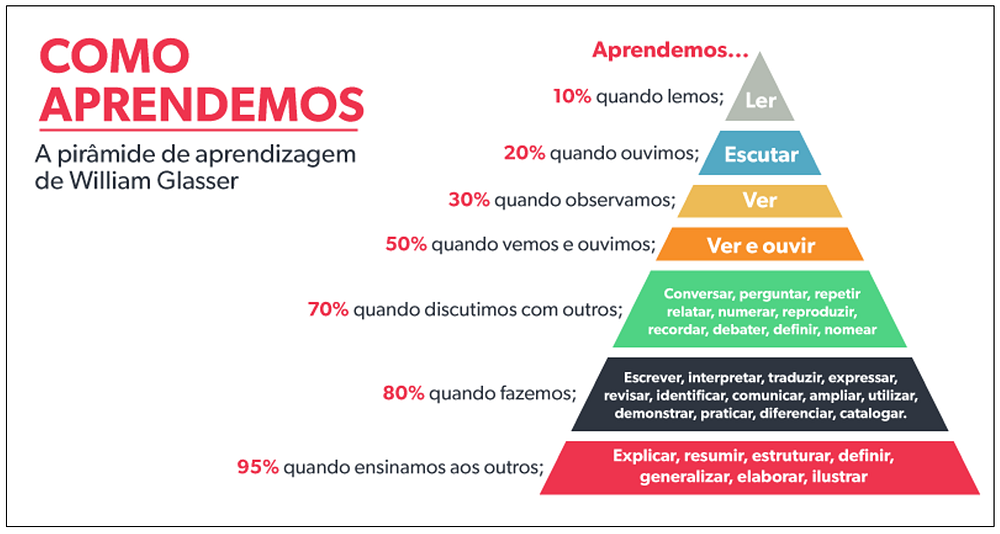 COMO
APRENDEMOS
A pirâmide de aprendizagem
de William Glasser
Aprendemos...
10% quando lemos;
Ler
20% quando ouvimos;
Escutar
30% quando observamos;
Ver
50% quando vemos e ouvimos;
Ver e ouvir
70% quando discutimos com outros;
Conversar, perguntar, repetir
relatar, numerar, reproduzir,
recordar, debater, definir, nomear
80% quando fazemos;
Escrever, interpretar, traduzir, expressar,
revisar, identificar, comunicar, ampliar, utilizar,
demonstrar, praticar, diferenciar, catalogar.
95% quando ensinamos aos outros;
Explicar, resumir, estruturar, definir,
generalizar, elaborar, ilustrar